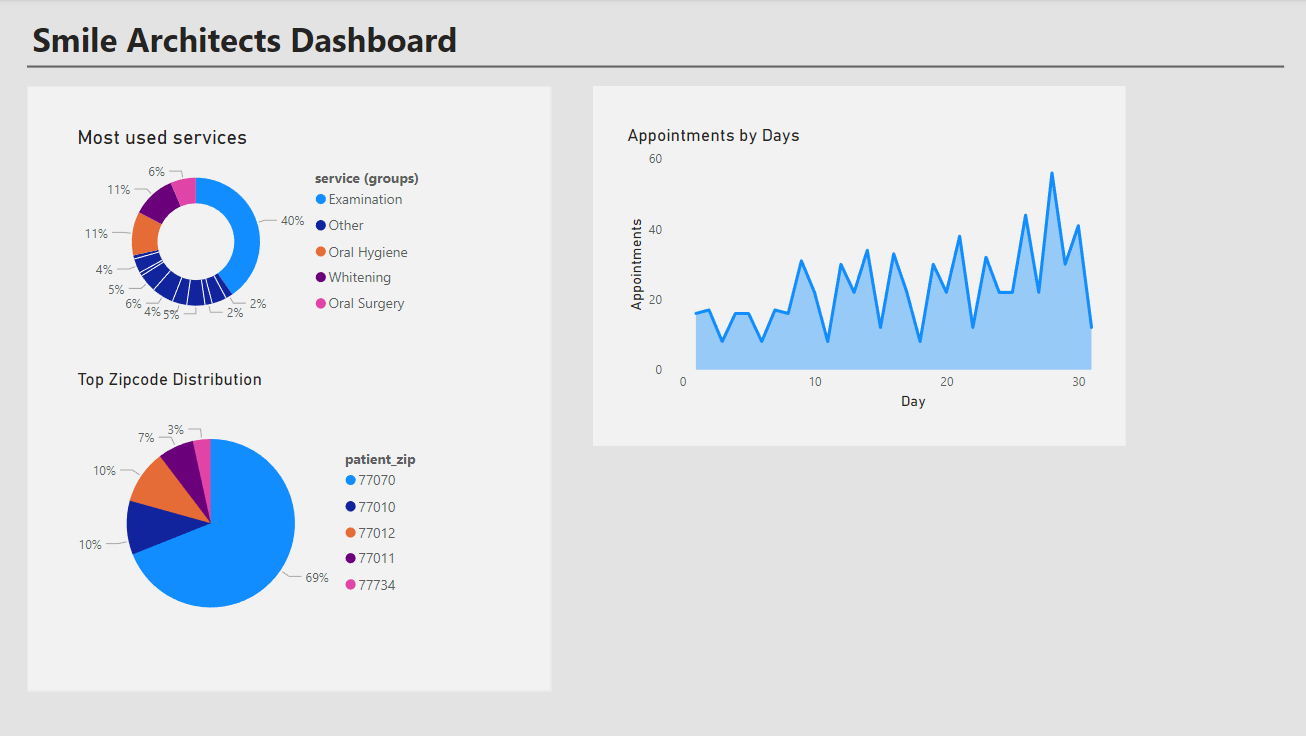 Smile Architects Dashboard
Most used services
6%
11%
11%
4%
5%
6%
4%
5%
2%
2%
40%
service (groups)
Examination
Other
Oral Hygiene
Whitening
Oral Surgery
Top Zipcode Distribution
3%
7%
10%
10%
69%
patient_zip
77070
77010
77012
77011
77734
Appointments by Days
Appointments
60
40
20
0
0 10 20 30
Day